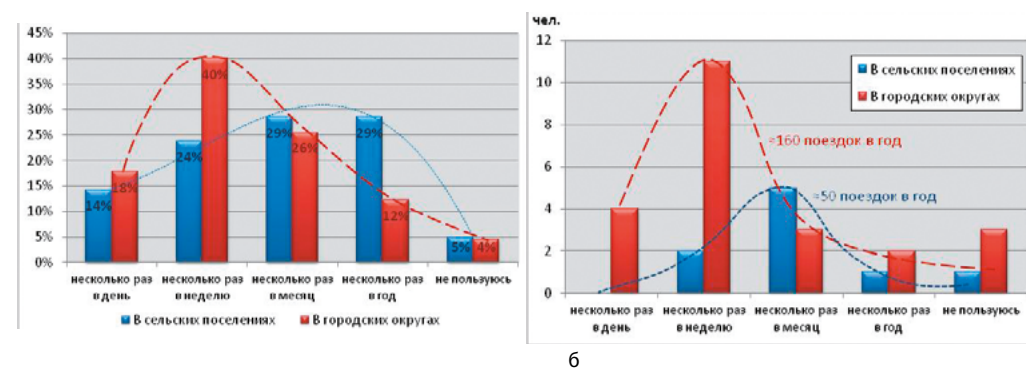 45%
40%
35%
30%
25%
20%
15%
10%
5%
0%
14%
18%
24%
40%
29%
26%
29%
12%
5%
4%
несколько раз в день
несколько раз в неделю
несколько раз в месяц
несколько раз в год
не пользуюсь
В сельских поселениях
В городских округах
чел.
12
10
8
6
4
2
0
В сельских поселениях
В городских округах
≈160 поездок в год
≈50 поездок в год
несколько раз в день
несколько раз в неделю
несколько раз в месяц
несколько раз в год
не пользуюсь
б